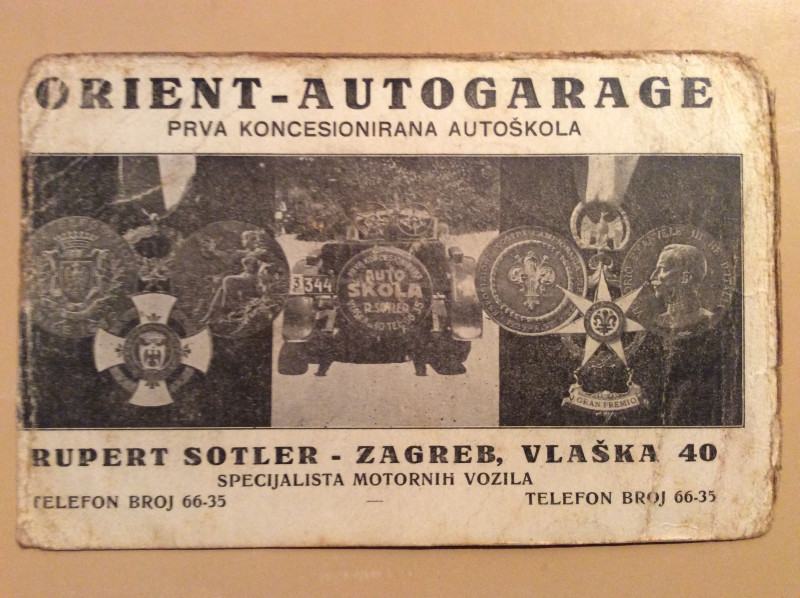 ORIENT-AUTOGARAGE
PRVA KONCESIONIRANA AUTOŠKOLA
S 344
AUTO
ŠKOLA
R. SOTLER
I. GRAN PREMIO
RUPERT SOTLER - ZAGREB, VLAŠKA 40
SPECIJALISTA MOTORNIH VOZILA
TELEFON BROJ 66-35 — TELEFON BROJ 66-35